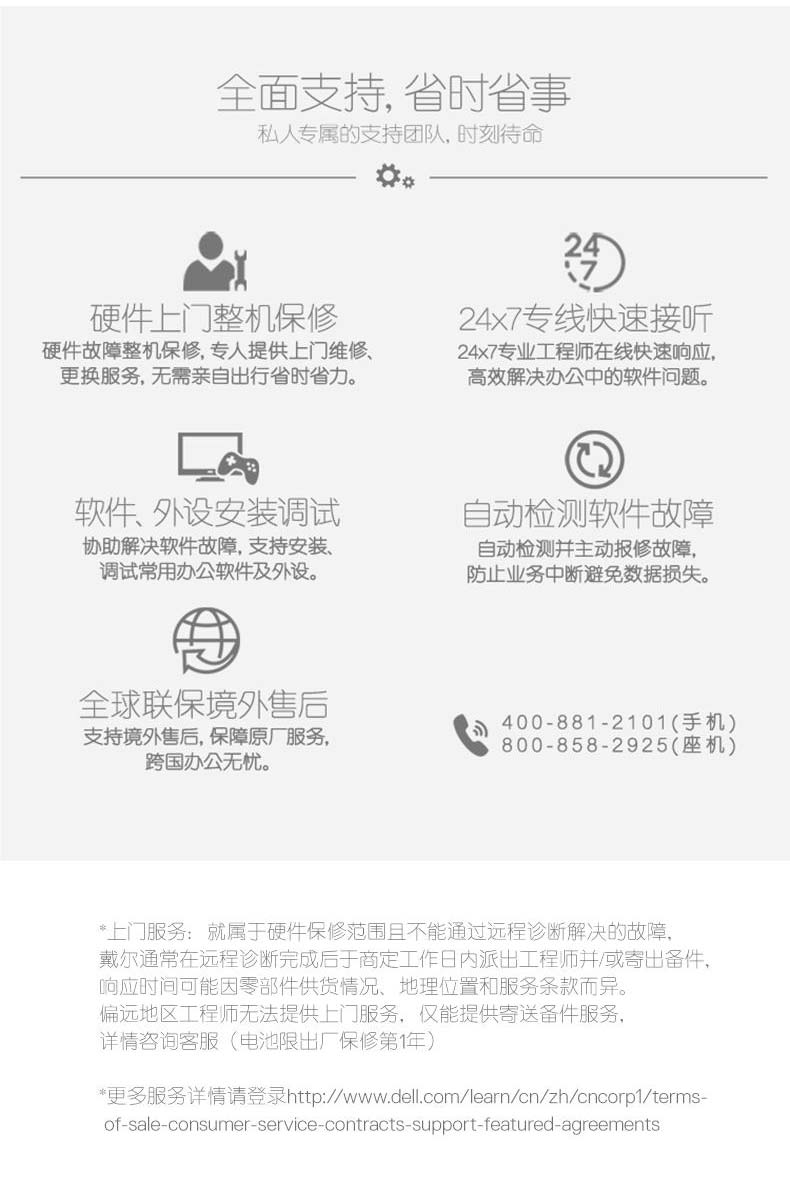 全面支持, 省时省事
私人专属的支持团队, 时刻待命
硬件上门整机保修
硬件故障整机保修, 专人提供上门维修、
更换服务, 无需亲自出行省时省力。
24
7
24x7专线快速接听
24x7专业工程师在线快速响应,
高效解决办公中的软件问题。
软件、外设安装调试
协助解决软件故障, 支持安装、
调试常用办公软件及外设。
自动检测软件故障
自动检测并主动报修故障,
防止业务中断避免数据损失。
全球联保境外售后
支持境外售后, 保障原厂服务,
跨国办公无忧。
400-881-2101(手机)
800-858-2925(座机)
*上门服务：就属于硬件保修范围且不能通过远程诊断解决的故障,
戴尔通常在远程诊断完成后于商定工作日内派出工程师并/或寄出备件,
响应时间可能因零部件供货情况、地理位置和服务条款而异。
偏远地区工程师无法提供上门服务，仅能提供寄送备件服务,
详情咨询客服（电池限出厂保修第1年）
*更多服务详情请登录http://www.dell.com/learn/cn/zh/cncorp1/terms-
of-sale-consumer-service-contracts-support-featured-agreements